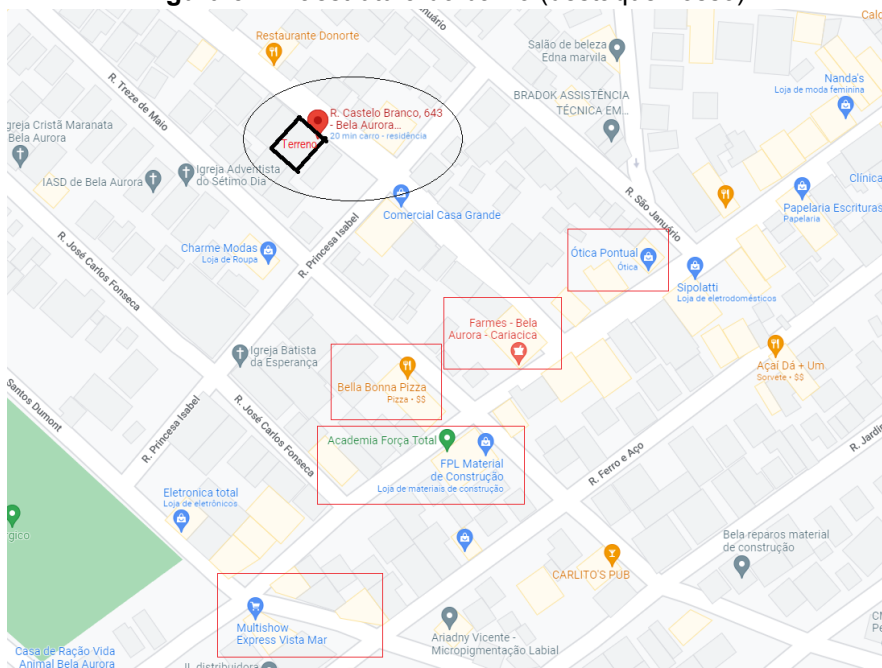 Restaurante Donorte
Salão de beleza
Edna marvila
Nanda's
Loja de moda feminina
BRADOK ASSISTÊNCIA
TÉCNICA EM...
R. Treze de Maio
R. Castelo Branco, 643
- Bela Aurora...
20 min carro - residência
Terreno
Igreja Adventista
do Sétimo Dia
greja Cristã Maranata
Bela Aurora
IASD de Bela Aurora
Clínica
R. São Januário
Papelaria Escrituras
Papelaria
Comercial Casa Grande
R. Princesa Isabel
R. José Carlos Fonseca
Charme Modas
Loja de Roupa
Ótica Pontual
Ótica
Sipolatti
Loja de eletrodomésticos
Farmes - Bela
Aurora - Cariacica
Igreja Batista
da Esperança
Bella Bonna Pizza
Pizza • $$
Açaí Dá + Um
Sorvete • $$
Santos Dumont
R. Princesa Isabel
R. José Carlos Fonseca
Academia Força Total
FPL Material
de Construção
Loja de materiais de construção
R. Ferro e Aço
R. Jardi
Eletronica total
Loja de eletrônicos
gico
Bela reparos material
de construção
CARLITO'S PUB
Multishow
Express Vista Mar
Ariadny Vicente -
Micropigmentação Labial
Casa de Ração Vida
Animal Bela Aurora